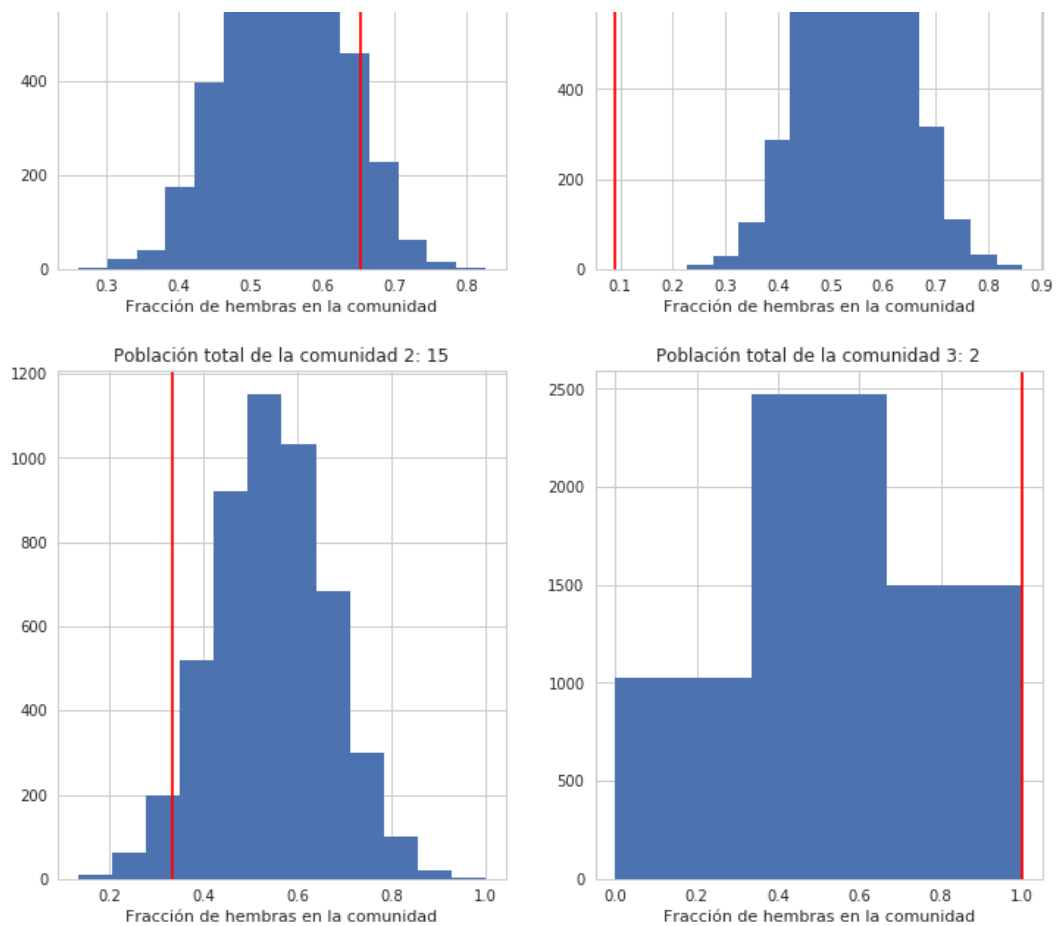 400
200
0
0.3 0.4 0.5 0.6 0.7 0.8
Fracción de hembras en la comunidad
400
200
0
0.1 0.2 0.3 0.4 0.5 0.6 0.7 0.8 0.9
Fracción de hembras en la comunidad
Población total de la comunidad 2: 15
1200
1000
800
600
400
200
0
0.2 0.4 0.6 0.8 1.0
Fracción de hembras en la comunidad
Población total de la comunidad 3: 2
2500
2000
1500
1000
500
0
0.0 0.2 0.4 0.6 0.8 1.0
Fracción de hembras en la comunidad